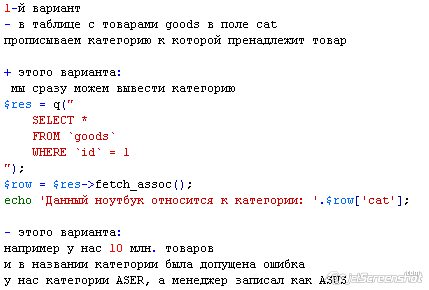 1-й вариант
- в таблице с товарами goods в поле cat
прописываем категорию к которой пренадлежит товар
+ этого варианта:
мы сразу можем вывести категорию
$res = q("
SELECT *
FROM `goods`
WHERE `id` = 1
");
$row = $res->fetch_assoc();
echo 'Данный ноутбук относится к категории: '.$row['cat'];
- этого варианта:
например у нас 10 млн. товаров
и в названии категории была допущена ошибка
у нас категории ASER, а менеджер записал как ASUS